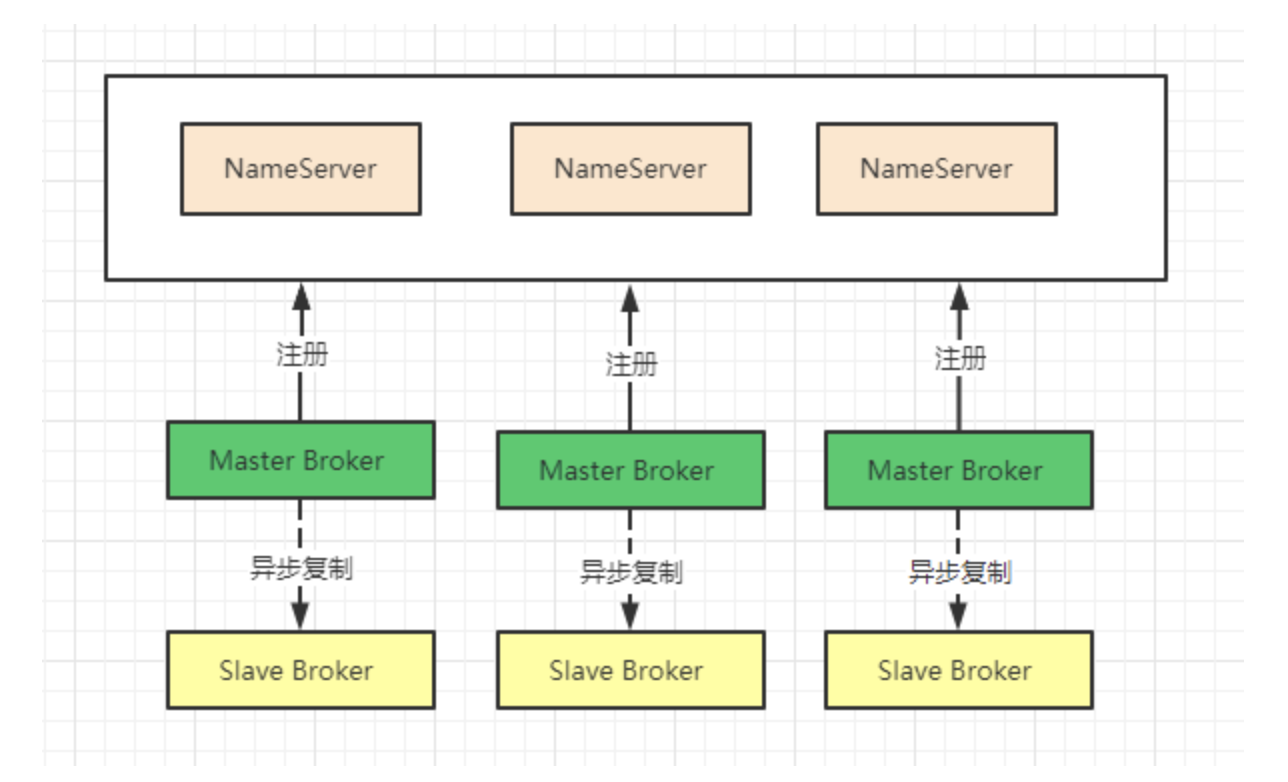 NameServer
NameServer
NameServer
注册
注册
注册
Master Broker
Master Broker
Master Broker
异步复制
异步复制
异步复制
Slave Broker
Slave Broker
Slave Broker